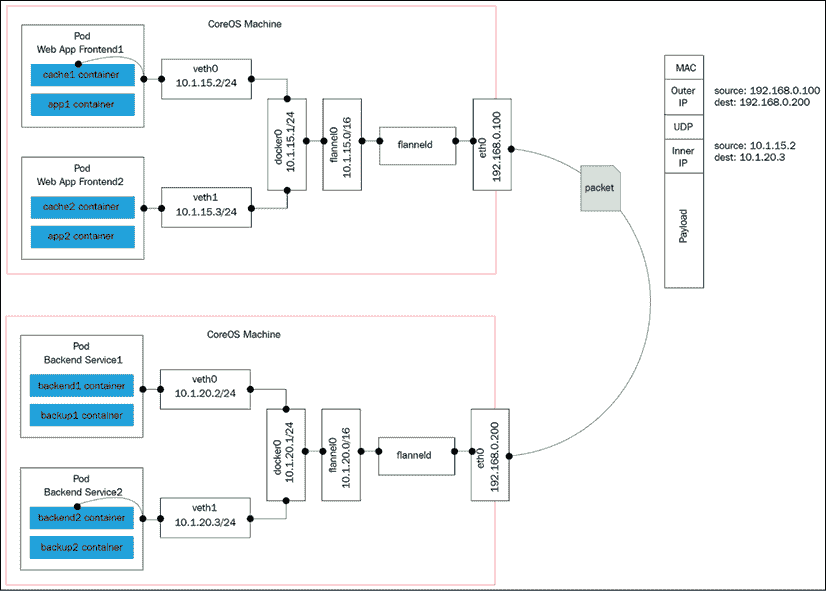 CoreOS Machine
Pod
Web App Frontend1
cache1 container
app1 container
veth0
10.1.15.2/24
Pod
Web App Frontend2
cache2 container
app2 container
veth1
10.1.15.3/24
docker0
10.1.15.1/24
flannel0
10.1.15.0/16
flanneld
eth0
192.168.0.100
packet
MAC
Outer
IP
source: 192.168.0.100
dest: 192.168.0.200
UDP
Inner
IP
source: 10.1.15.2
dest: 10.1.20.3
Payload
CoreOS Machine
Pod
Backend Service1
backend1 container
backup1 container
veth0
10.1.20.2/24
Pod
Backend Service2
backend2 container
backup2 container
veth1
10.1.20.3/24
docker0
10.1.20.1/24
flannel0
10.1.20.0/16
flanneld
eth0
192.168.0.200